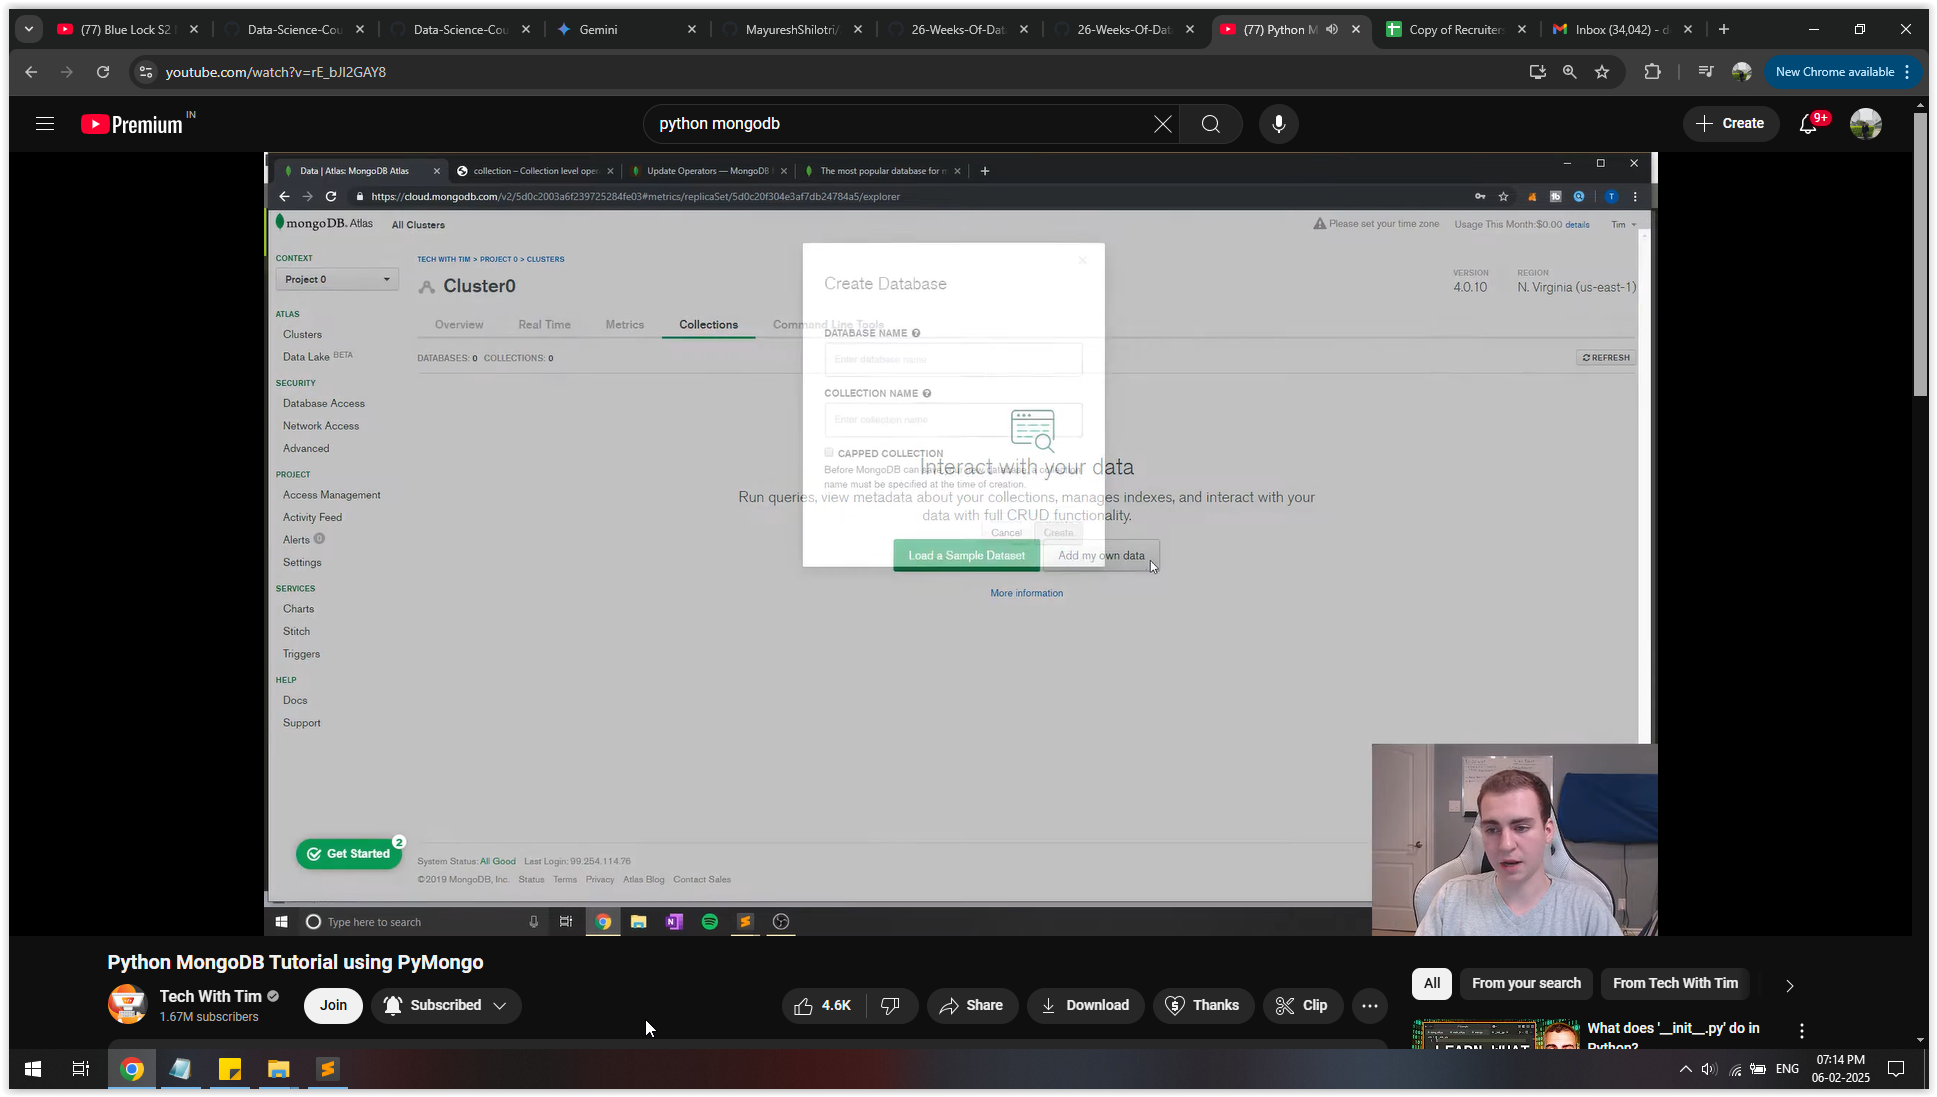 (77) Blue Lock S2
Data-Science-Cou
Data-Science-Cou
Gemini
MayureshShilotri/
26-Weeks-Of-Dat
26-Weeks-Of-Dat
(77) Python M
Copy of Recruiter
Inbox (34,042) - d
youtube.com/watch?v=rE_bJl2GAY8
New Chrome available
Premium IN
python mongodb
Create
9+
Data | Atlas: MongoDB Atlas
collection – Collection level oper
Update Operators — MongoDB
The most popular database for m
https://cloud.mongodb.com/v2/5d0c2003a6f239725284fe03#metrics/replicaSet/5d0c20f304e3af7db24784a5/explorer
T
mongoDB. Atlas
All Clusters
Please set your time zone
Usage This Month:$0.00 details
Tim
CONTEXT
Project 0
TECH WITH TIM > PROJECT 0 > CLUSTERS
Cluster0
VERSION
4.0.10
REGION
N. Virginia (us-east-1)
Overview
Real Time
Metrics
Collections
Command Line Tools
DATABASES: 0 COLLECTIONS: 0
REFRESH
ATLAS
Clusters
Data Lake BETA
SECURITY
Database Access
Network Access
Advanced
PROJECT
Access Management
Activity Feed
Alerts 0
Settings
SERVICES
Charts
Stitch
Triggers
HELP
Docs
Support
Create Database
DATABASE NAME
Enter database name
COLLECTION NAME
Enter collection name
CAPPED COLLECTION
Before MongoDB can save your new database, a collection
name must be specified at the time of creation.
Cancel
Create
Interact with your data
Run queries, view metadata about your collections, manages indexes, and interact with your
data with full CRUD functionality.
Load a Sample Dataset
Add my own data
More information
Get Started
2
System Status: All Good Last Login: 99.254.114.76
©2019 MongoDB, Inc. Status Terms Privacy Atlas Blog Contact Sales
Type here to search
Python MongoDB Tutorial using PyMongo
Tech With Tim
1.67M subscribers
Join
Subscribed
4.6K
Share
Download
Thanks
Clip
All
From your search
From Tech With Tim
What does '__init__.py' do in
Python?
LEARN WHAT
ENG
07:14 PM
06-02-2025